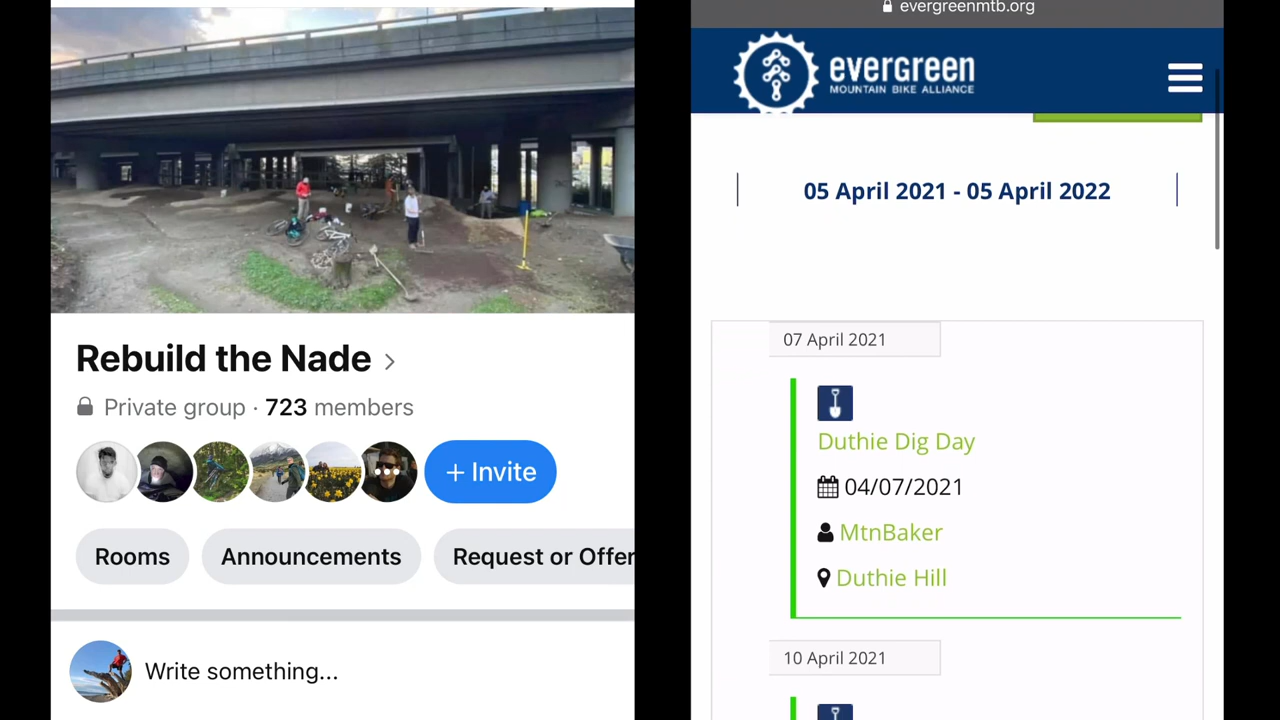 Rebuild the Nade >
Private group · 723 members
+ Invite
Rooms
Announcements
Request or Offer
Write something...
evergreenmtb.org
evergreen
MOUNTAIN BIKE ALLIANCE
05 April 2021 - 05 April 2022
07 April 2021
Duthie Dig Day
04/07/2021
MtnBaker
Duthie Hill
10 April 2021